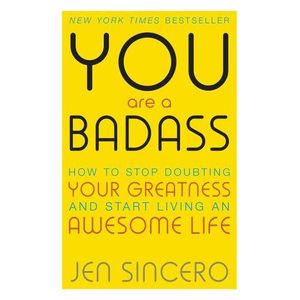 NEW YORK TIMES BESTSELLER
YOU
are a
BADASS
HOW TO STOP DOUBTING
YOUR GREATNESS
AND START LIVING AN
AWESOME LIFE
JEN SINCERO